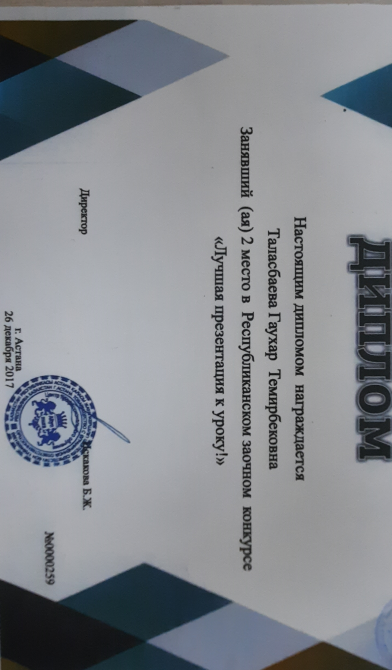 ДИПЛОМ
Настоящим дипломом награждается
Таласбаева Гаухар Темирбековна
Занявший (ая) 2 место в Республиканском заочном конкурсе
«Лучшая презентация к уроку!»
Директор
Искакова Б.Ж.
г. Астана
26 декабря 2017
№0000259